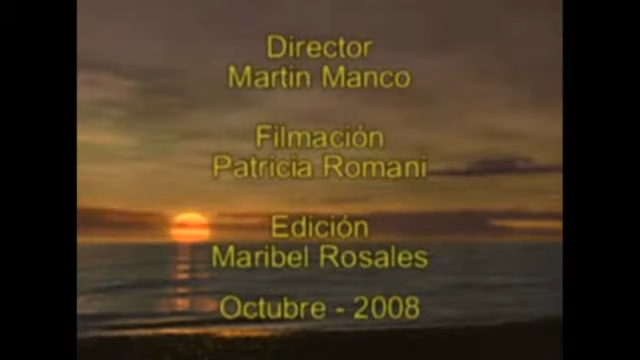 Director
Martin Manco
Filmación
Patricia Romani
Edición
Maribel Rosales
Octubre - 2008